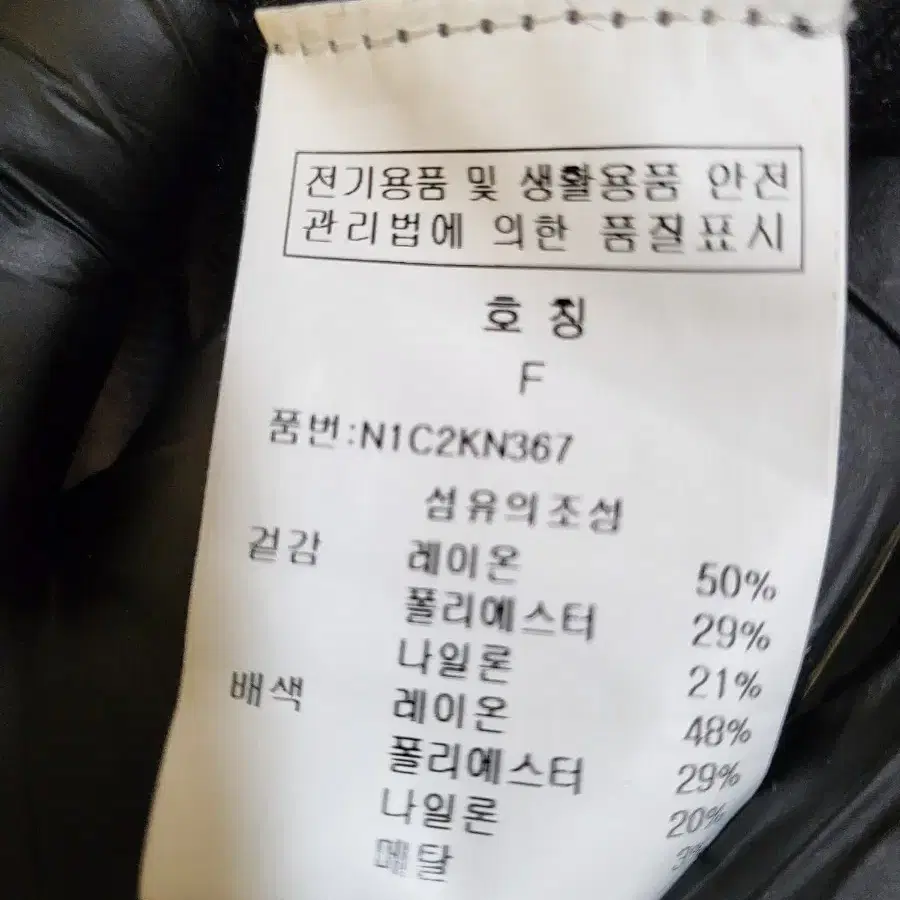 전기용품 및 생활용품 안전
관리법에 의한 품질표시
호칭
F
품번:N1C2KN367
섬유의조성
겉감 레이온 50%
폴리에스터 29%
나일론 21%
배색 레이온 48%
폴리에스터 29%
나일론 20%
메탈 3%